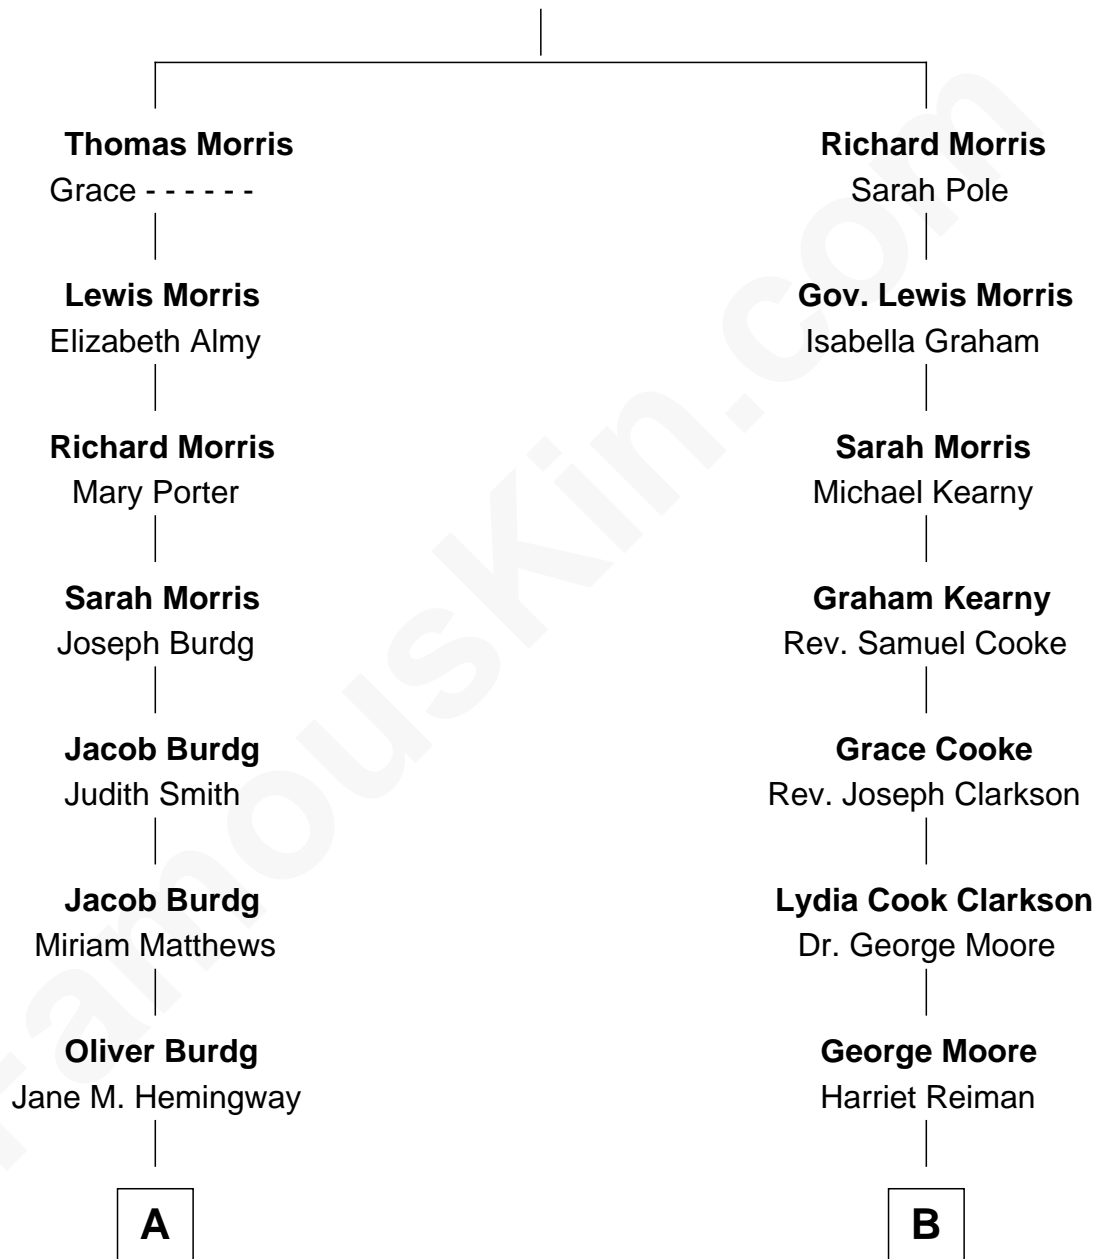 Thomas Morris
Grace - - - - - -
Lewis Morris
Elizabeth Almy
Richard Morris
Mary Porter
Sarah Morris
Joseph Burdg
Jacob Burdg
Judith Smith
Jacob Burdg
Miriam Matthews
Oliver Burdg
Jane M. Hemingway
A
Richard Morris
Sarah Pole
Gov. Lewis Morris
Isabella Graham
Sarah Morris
Michael Kearny
Graham Kearny
Rev. Samuel Cooke
Grace Cooke
Rev. Joseph Clarkson
Lydia Cook Clarkson
Dr. George Moore
George Moore
Harriet Reiman
B
FamousKin.com